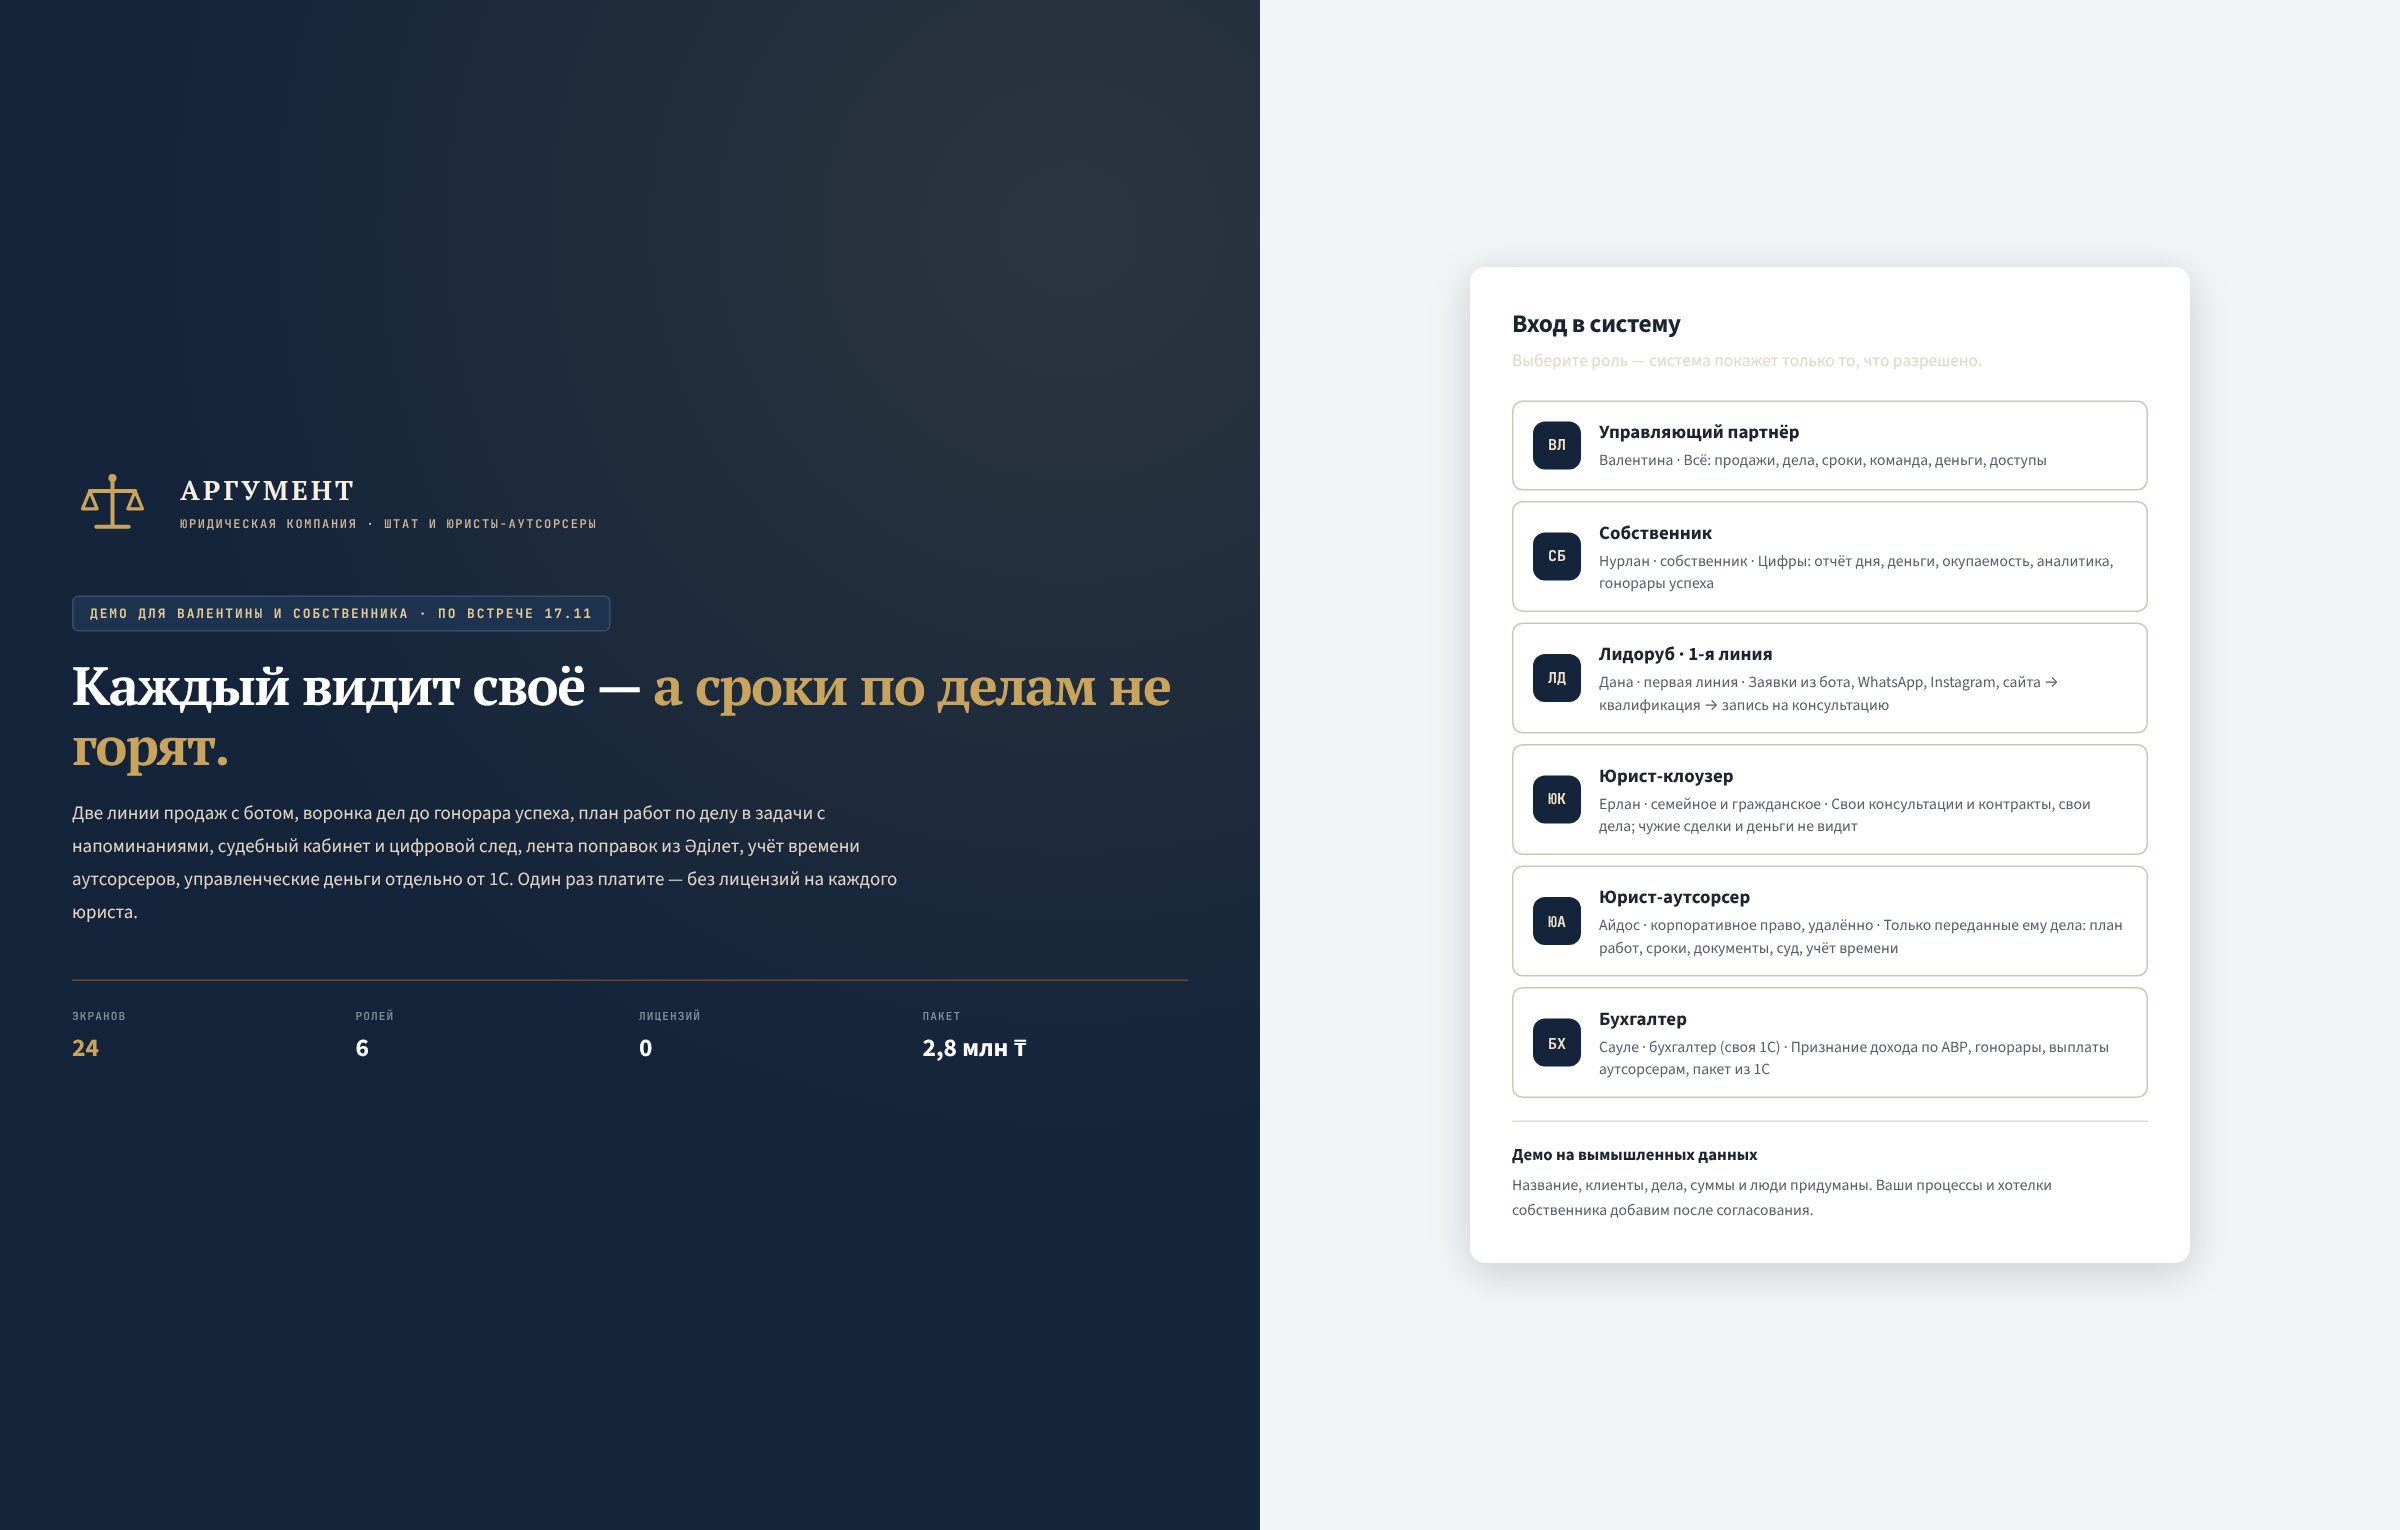 АРГУМЕНТ
ЮРИДИЧЕСКАЯ КОМПАНИЯ · ШТАТ И ЮРИСТЫ-АУТСОРСЕРЫ
ДЕМО ДЛЯ ВАЛЕНТИНЫ И СОБСТВЕННИКА · ПО ВСТРЕЧЕ 17.11
Каждый видит своё — а сроки по делам не
горят.
Две линии продаж с ботом, воронка дел до гонорара успеха, план работ по делу в задачи с
напоминаниями, судебный кабинет и цифровой след, лента поправок из Әділет, учёт времени
аутсорсеров, управленческие деньги отдельно от 1С. Один раз платите — без лицензий на каждого
юриста.
ЭКРАНОВ
24
РОЛЕЙ
6
ЛИЦЕНЗИЙ
0
ПАКЕТ
2,8 млн ₸
Вход в систему
Выберите роль — система покажет только то, что разрешено.
ВЛ
Управляющий партнёр
Валентина · Всё: продажи, дела, сроки, команда, деньги, доступы
СБ
Собственник
Нурлан · собственник · Цифры: отчёт дня, деньги, окупаемость, аналитика,
гонорары успеха
ЛД
Лидоруб · 1-я линия
Дана · первая линия · Заявки из бота, WhatsApp, Instagram, сайта →
квалификация → запись на консультацию
ЮК
Юрист-клоузер
Ерлан · семейное и гражданское · Свои консультации и контракты, свои
дела; чужие сделки и деньги не видит
ЮА
Юрист-аутсорсер
Айдос · корпоративное право, удалённо · Только переданные ему дела: план
работ, сроки, документы, суд, учёт времени
БХ
Бухгалтер
Сауле · бухгалтер (своя 1С) · Признание дохода по АВР, гонорары, выплаты
аутсорсерам, пакет из 1С
Демо на вымышленных данных
Название, клиенты, дела, суммы и люди придуманы. Ваши процессы и хотелки
собственника добавим после согласования.